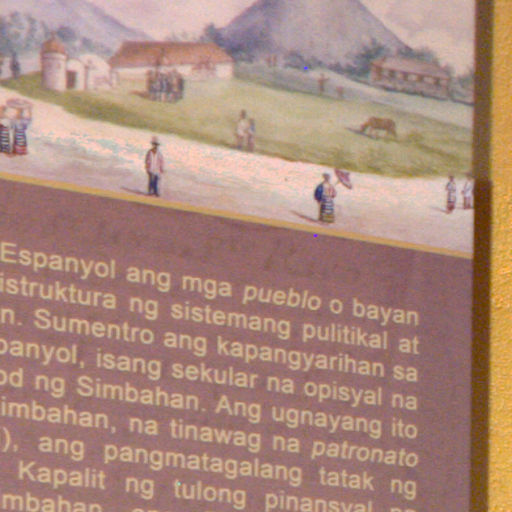 Espanyol ang mga pueblo o bayan
istruktura ng sistemang pulitikal at
n. Sumentro ang kapangyarihan sa
panyol, isang sekular na opisyal na
od ng Simbahan. Ang ugnayang ito
imbahan, na tinawag na patronato
), ang pangmatagalang tatak ng
Kapalit ng tulong pinansyal
mbahan